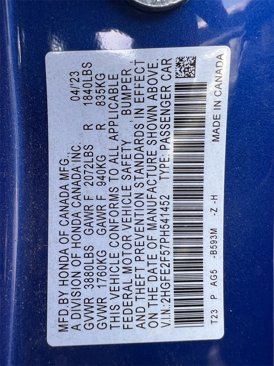 MFD. BY HONDA OF CANADA MFG.
A DIVISION OF HONDA CANADA INC. 04/23
GVWR 3880LBS GAWR F 2072LBS R 1840LBS
GVWR 1760KG GAWR F 940KG R 835KG
THIS VEHICLE CONFORMS TO ALL APPLICABLE
FEDERAL MOTOR VEHICLE SAFETY BUMPER
AND THEFT PREVENTION STANDARDS IN EFFECT
ON THE DATE OF MANUFACTURE SHOWN ABOVE.
V.I.N.:2HGFE2F57PH541452 TYPE: PASSENGER CAR
T23 P AG5 -B593M -Z -H MADE IN CANADA